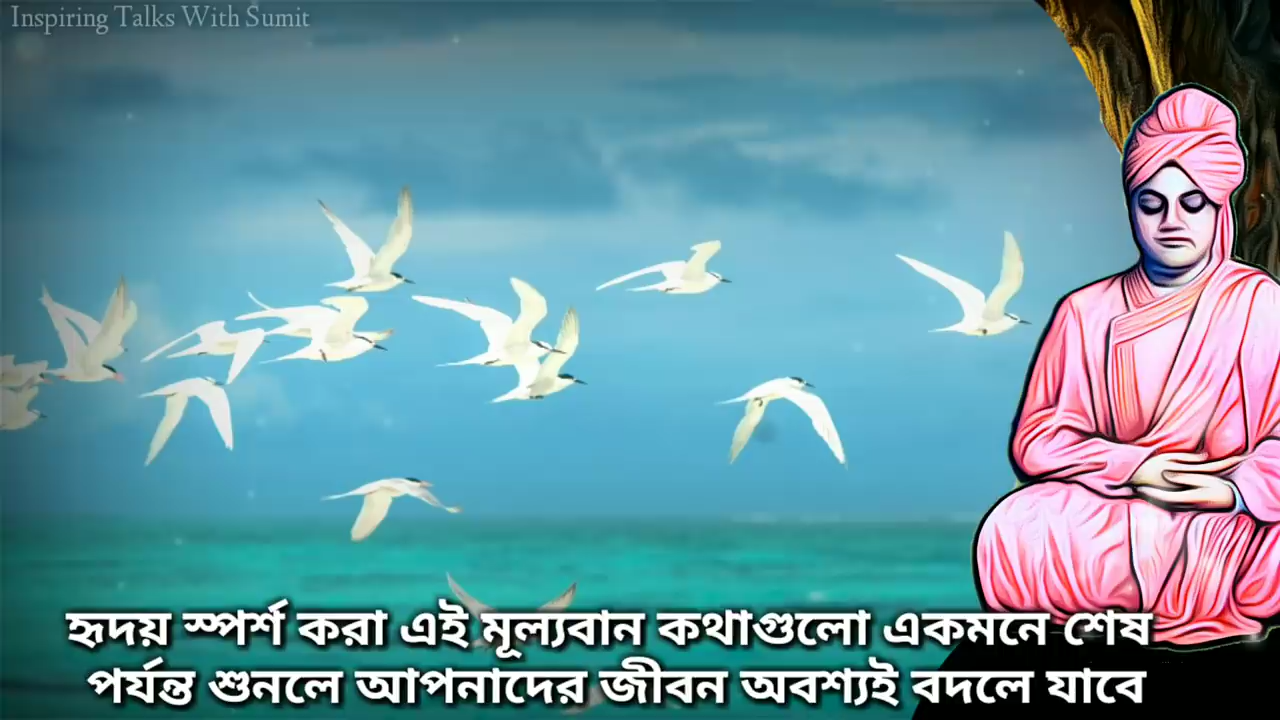 Inspiring Talks With Sumit
হৃদয় স্পর্শ করা এই মূল্যবান কথাগুলো একমনে শেষ
পর্যন্ত শুনলে আপনাদের জীবন অবশ্যই বদলে যাবে